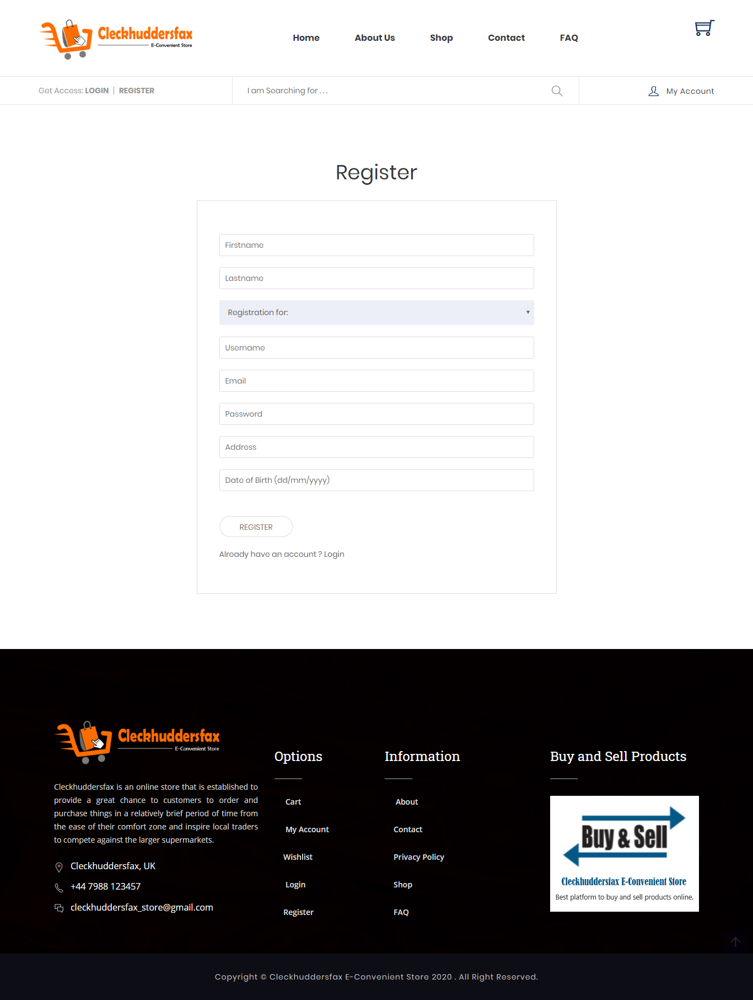 Cleckhuddersfax
E-Convenient Store
Home About Us Shop Contact FAQ
Get Access: LOGIN | REGISTER
I am Searching for . . .
My Account
Register
Firstname
Lastname
Registration for:
Username
Email
Password
Address
Date of Birth (dd/mm/yyyy)
REGISTER
Already have an account ? Login
Cleckhuddersfax
E-Convenient Store
Cleckhuddersfax is an online store that is established to
provide a great chance to customers to order and
purchase things in a relatively brief period of time from
the ease of their comfort zone and inspire local traders
to compete against the larger supermarkets.
Cleckhuddersfax, UK
+44 7988 123457
cleckhuddersfax_store@gmail.com
Options
Cart
My Account
Wishlist
Login
Register
Information
About
Contact
Privacy Policy
Shop
FAQ
Buy and Sell Products
Buy & Sell
Cleckhuddersfax E-Convenient Store
Best platform to buy and sell products online.
Copyright © Cleckhuddersfax E-Convenient Store 2020 . All Right Reserved.